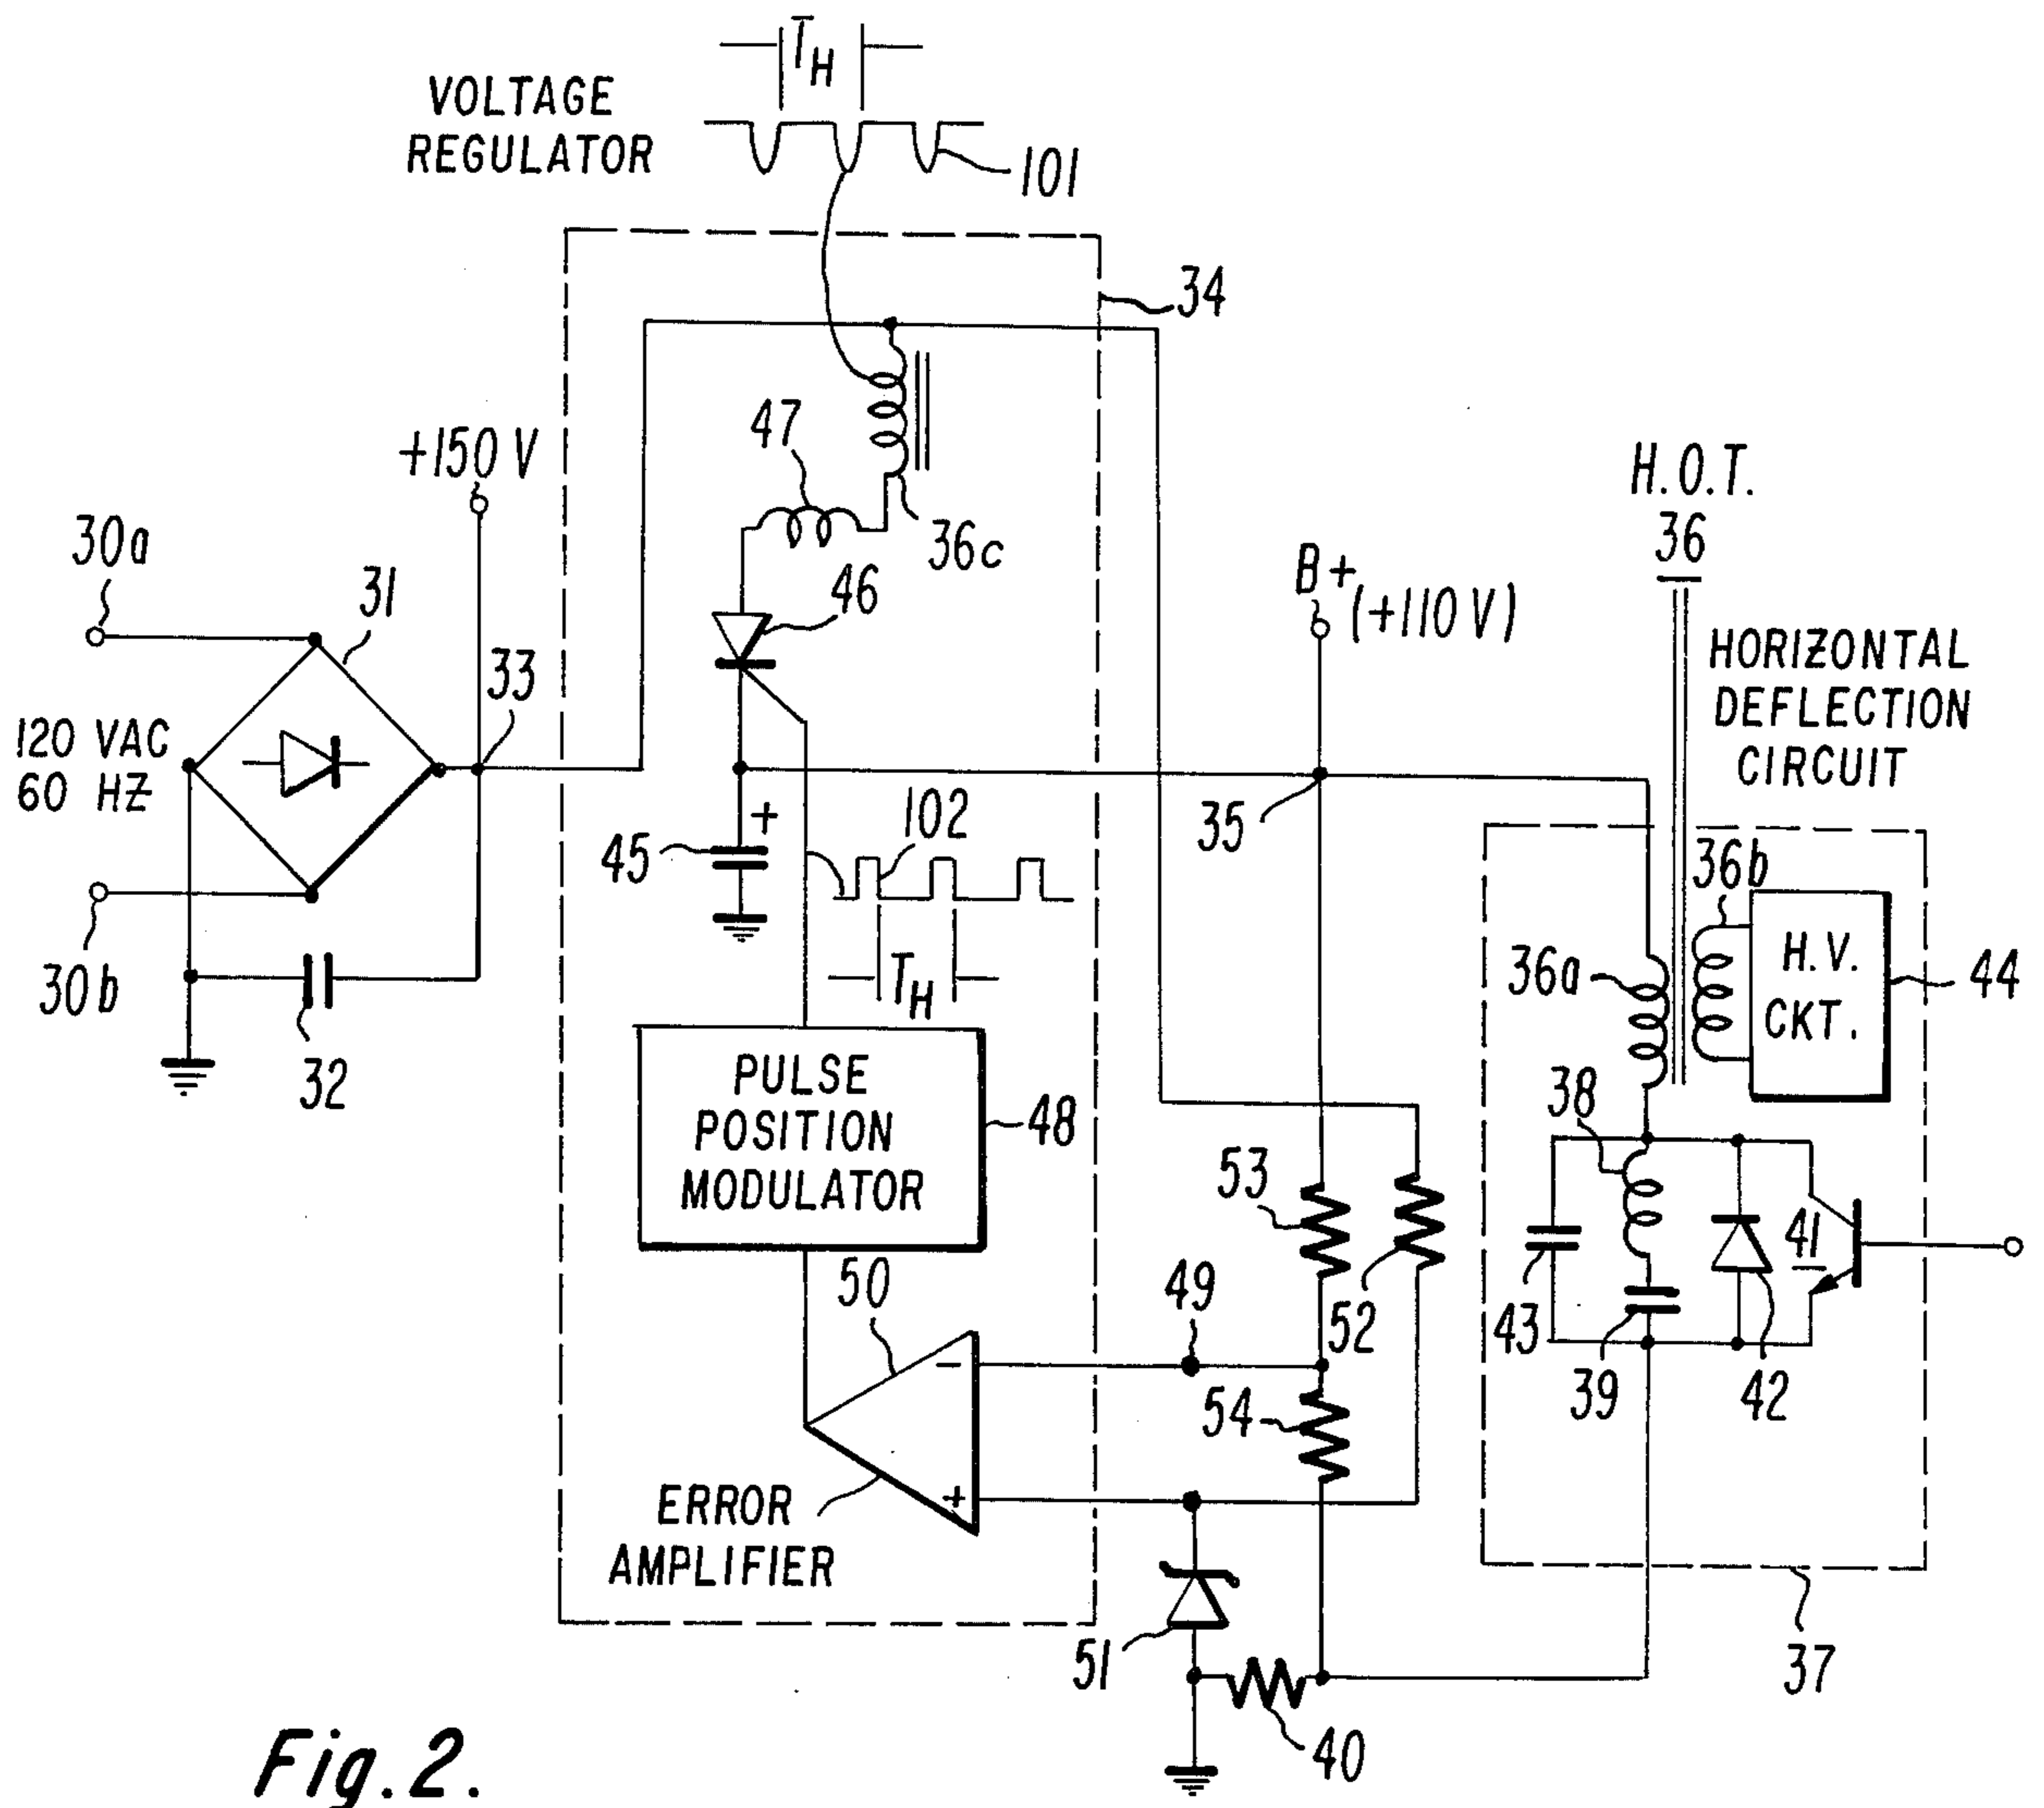 T_H
VOLTAGE
REGULATOR
101
34
+150 V
47
36c
H.O.T.
36
30a
31
46
B+
(+110 V)
33
HORIZONTAL
DEFLECTION
CIRCUIT
120 VAC
60 HZ
+
45
102
35
36b
30b
32
T_H
36a
H.V.
CKT.
44
PULSE
POSITION
MODULATOR
48
38
53
41
50
49
52
43
39
42
-
54
ERROR
AMPLIFIER
+
51
37
40
Fig. 2.